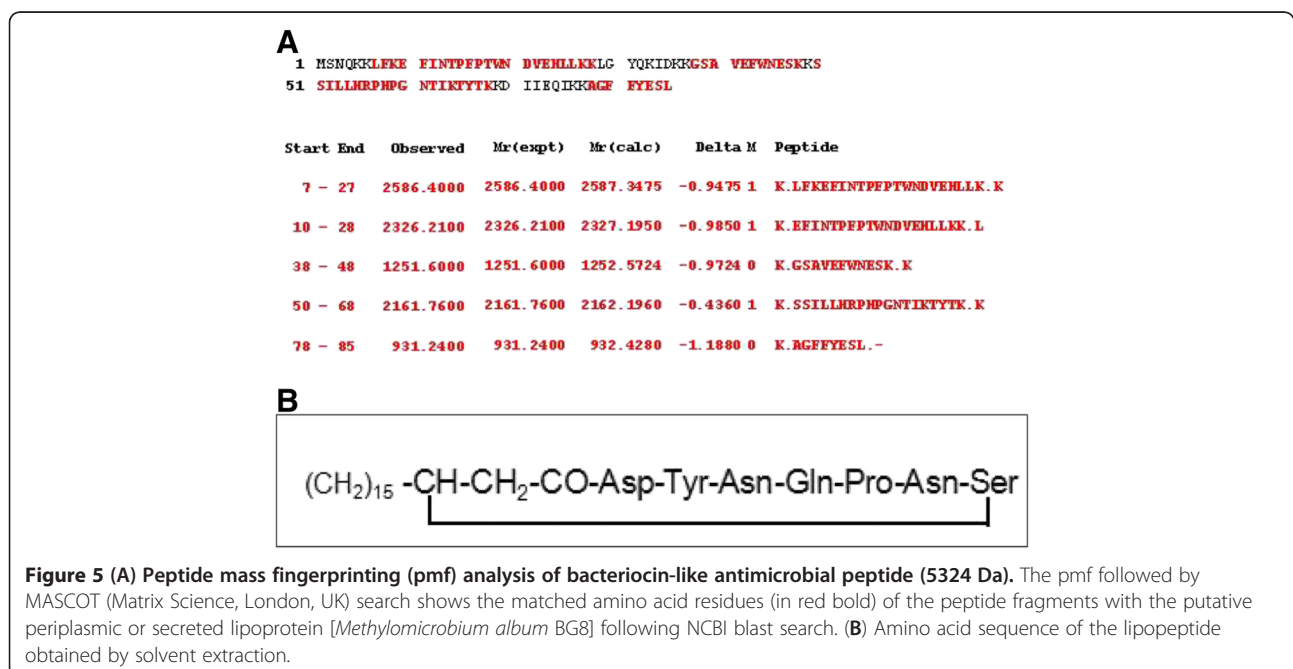 A
1 MSNQKKLFKE FINTPFPTWN DVEHLLKKLG YQKIDKKGSA VEFWNESKKS
51 SILLHRPHPG NTIKTYTKKD IIEQIKKAGF FYESL
Start End Observed Mr(expt) Mr(calc) Delta M Peptide
7 - 27 2586.4000 2586.4000 2587.3475 -0.9475 1 K.LFKEFINTPFPTWNDVEHLLK.K
10 - 28 2326.2100 2326.2100 2327.1950 -0.9850 1 K.EFINTPFPTWNDVEHLLKK.L
38 - 48 1251.6000 1251.6000 1252.5724 -0.9724 0 K.GSAVEFWNESK.K
50 - 68 2161.7600 2161.7600 2162.1960 -0.4360 1 K.SSILLHRPHPGNTIKTYTK.K
78 - 85 931.2400 931.2400 932.4280 -1.1880 0 K.AGFFYESL.-
B
(CH₂)₁₅ -CH-CH₂-CO-Asp-Tyr-Asn-Gln-Pro-Asn-Ser
Figure 5 (A) Peptide mass fingerprinting (pmf) analysis of bacteriocin-like antimicrobial peptide (5324 Da). The pmf followed by
MASCOT (Matrix Science, London, UK) search shows the matched amino acid residues (in red bold) of the peptide fragments with the putative
periplasmic or secreted lipoprotein [Methylomicrobium album BG8] following NCBI blast search. (B) Amino acid sequence of the lipopeptide
obtained by solvent extraction.